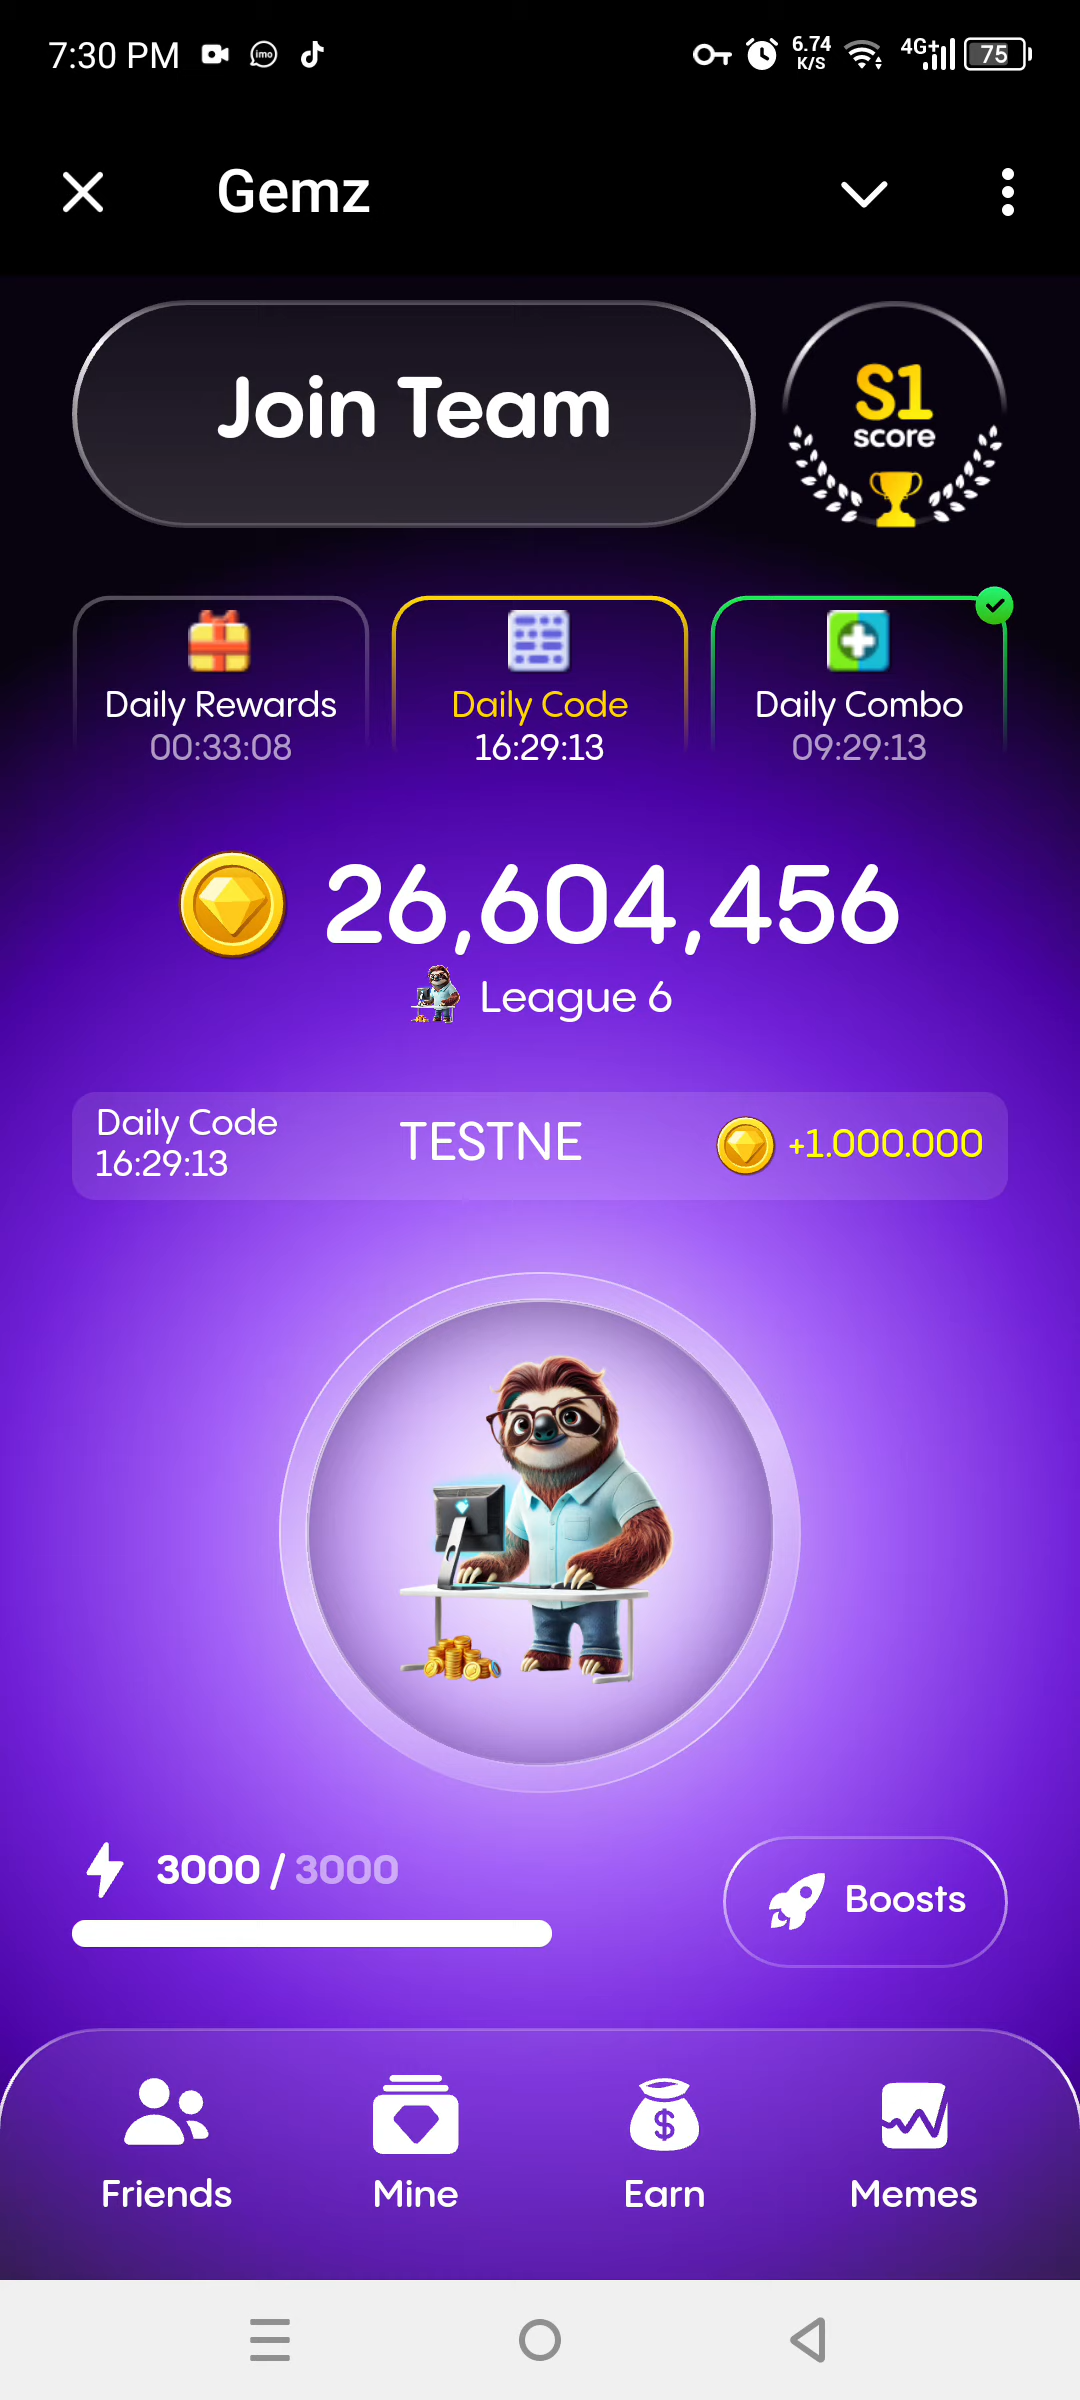 7:30 PM
imo
6.74
K/S
4G+
75
Gemz
Join Team
S1
score
Daily Rewards
00:33:08
Daily Code
16:29:13
Daily Combo
09:29:13
26,604,456
League 6
Daily Code
16:29:13
TESTNE
+1.000.000
3000 / 3000
Boosts
Friends
Mine
$
Earn
Memes